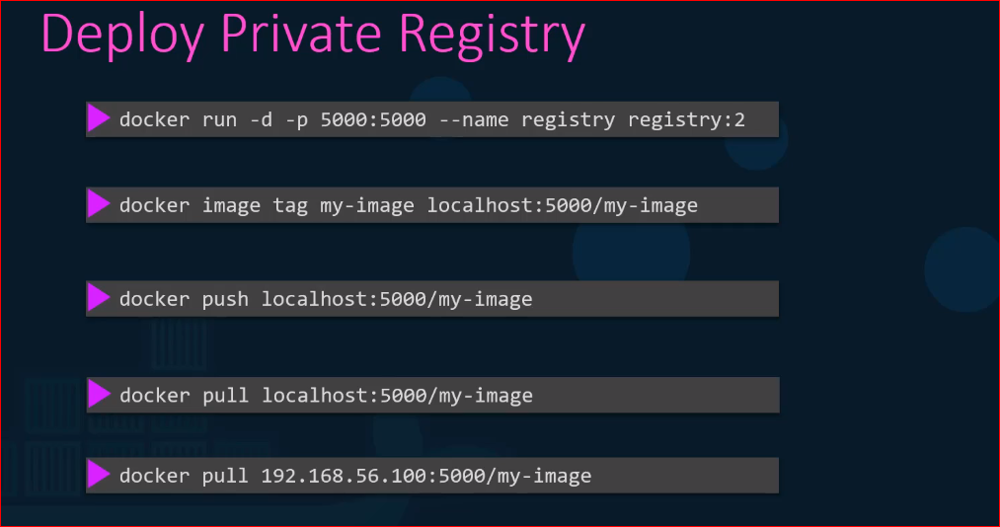 Deploy Private Registry
docker run -d -p 5000:5000 --name registry registry:2
docker image tag my-image localhost:5000/my-image
docker push localhost:5000/my-image
docker pull localhost:5000/my-image
docker pull 192.168.56.100:5000/my-image